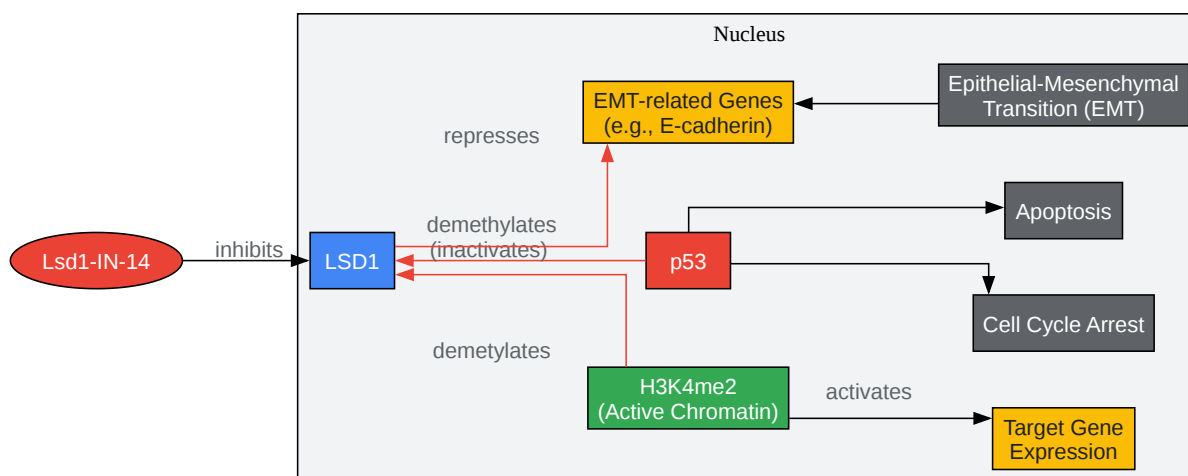 Nucleus
EMT-related Genes
(e.g., E-cadherin)
Epithelial-Mesenchymal
Transition (EMT)
represses
Apoptosis
demethylates
(inactivates)
Lsd1-IN-14
inhibits
LSD1
p53
Cell Cycle Arrest
demetylates
H3K4me2
(Active Chromatin)
activates
Target Gene
Expression